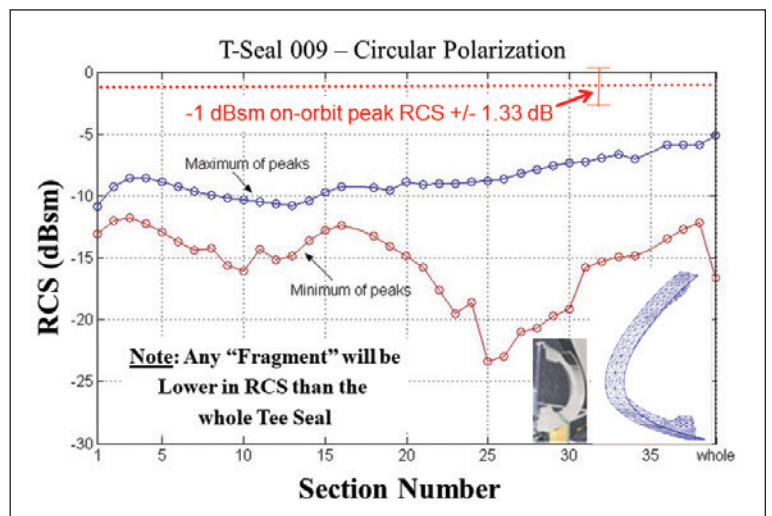 T-Seal 009 – Circular Polarization
0
-1 dBsm on-orbit peak RCS +/- 1.33 dB
-5
Maximum of peaks
-10
RCS (dBsm)
-15
Minimum of peaks
-20
Note: Any “Fragment” will be
Lower in RCS than the
whole Tee Seal
-25
-30
1 5 10 15 20 25 30 35 whole
Section Number